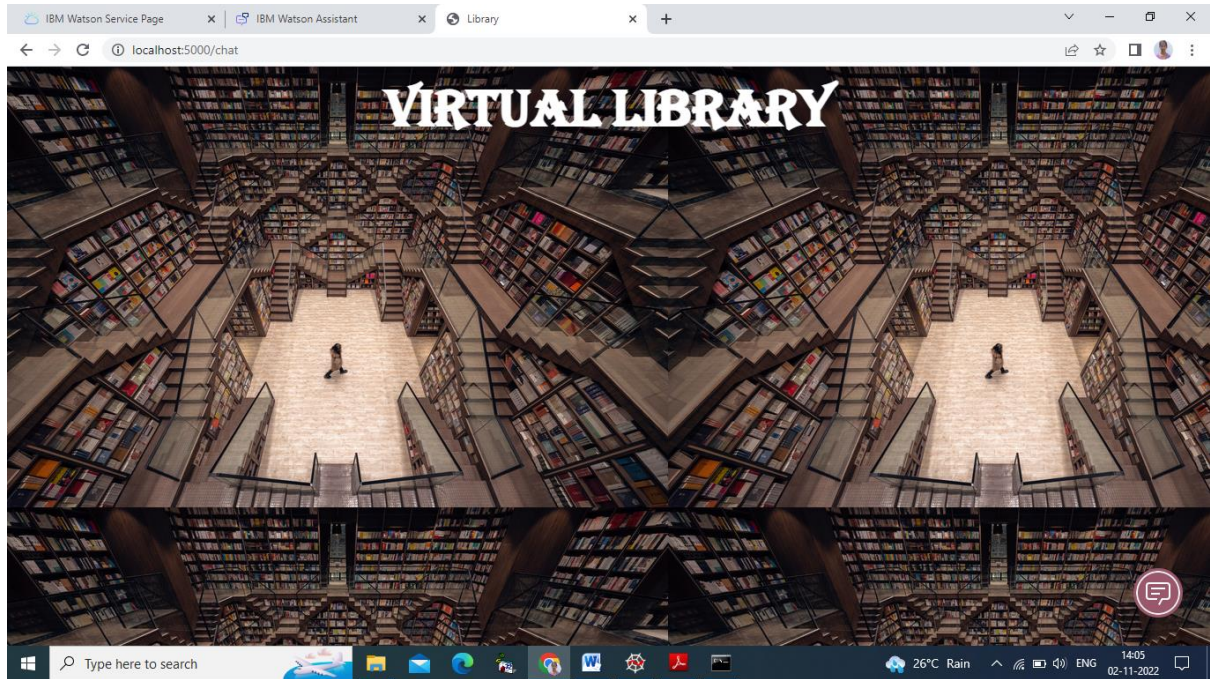 IBM Watson Service Page
IBM Watson Assistant
Library
localhost:5000/chat
VIRTUAL LIBRARY
Type here to search
26°C Rain
ENG
14:05
02-11-2022